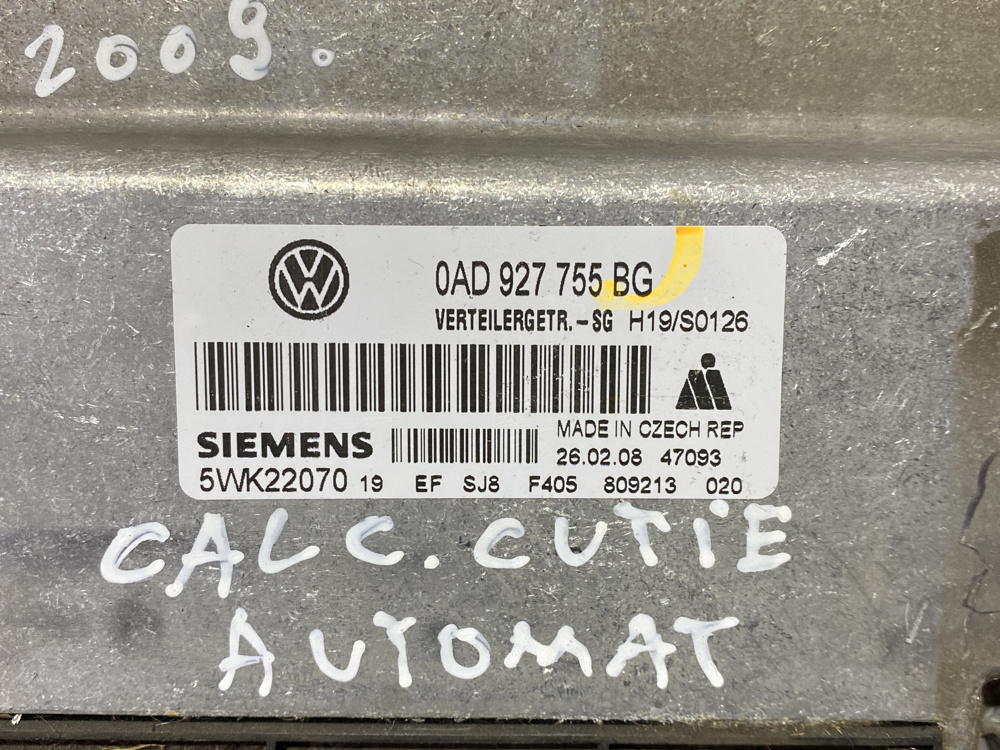 2009.
0AD 927 755 BG
VERTEILERGETR.-SG H19/S0126
SIEMENS
MADE IN CZECH REP
26.02.08 47093
5WK22070 19 EF SJ8 F405 809213 020
CALC. CUTiE
AUTOMAT